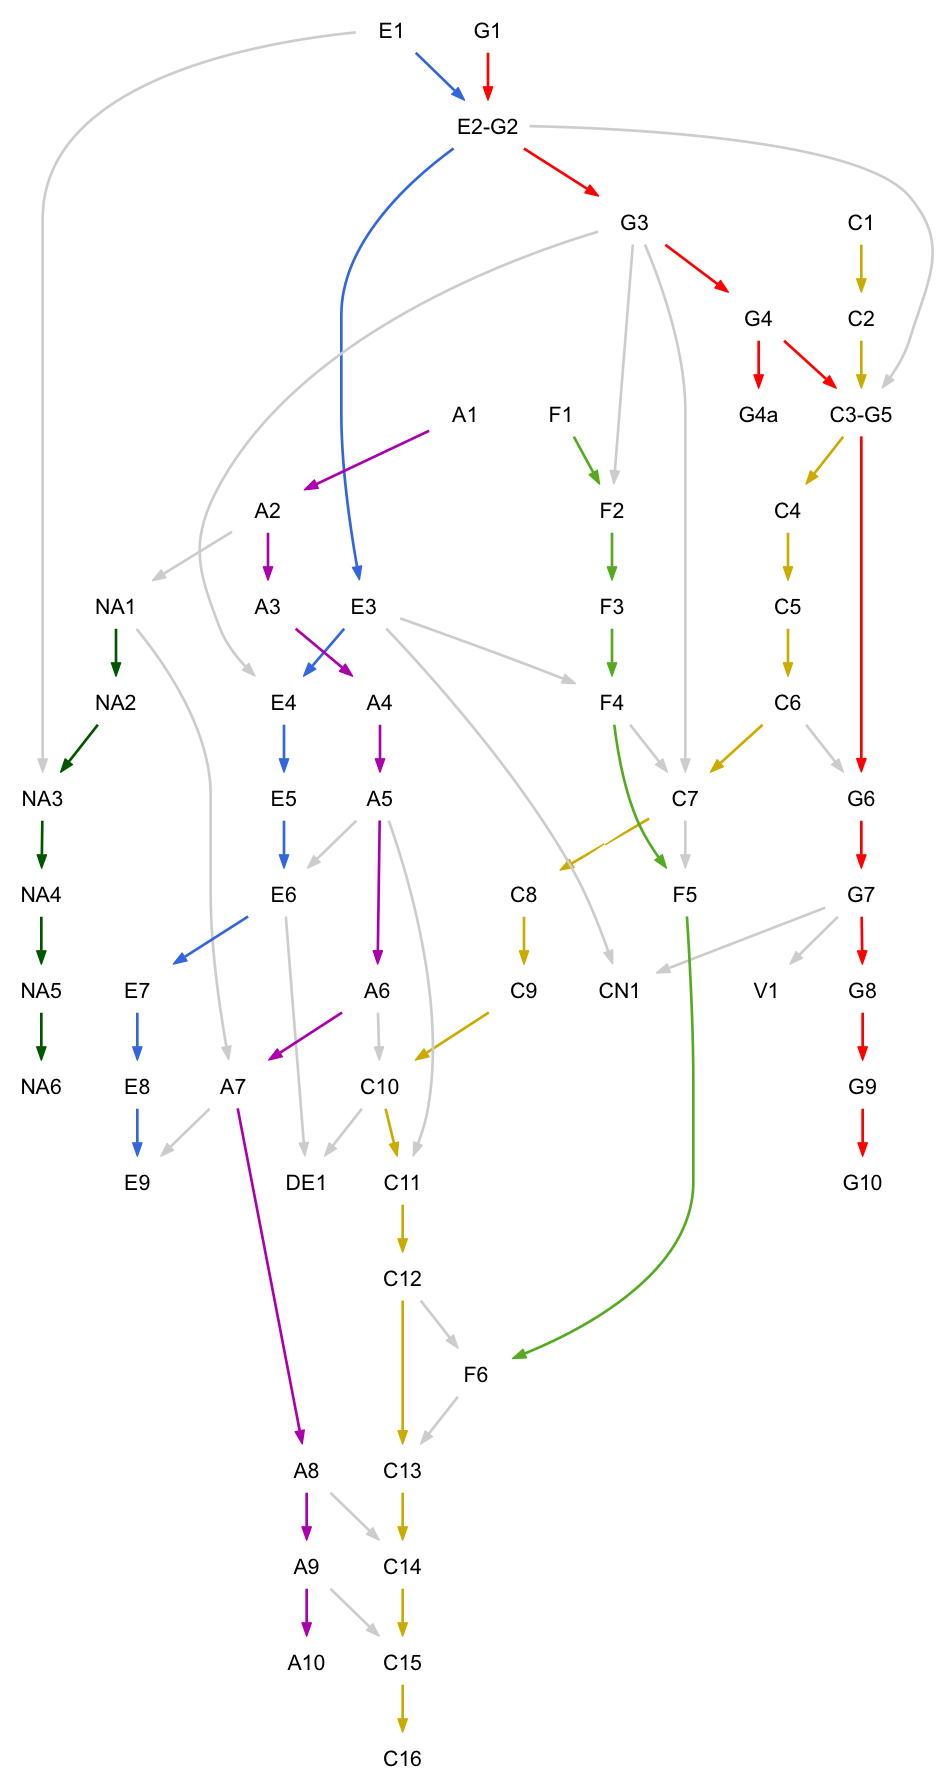 E1 G1
E2-G2
G3 C1
G4 C2
A1 F1 G4a C3-G5
A2 F2 C4
NA1 A3 E3 F3 C5
NA2 E4 A4 F4 C6
NA3 E5 A5 C7 G6
NA4 E6 C8 F5 G7
NA5 E7 A6 C9 CN1 V1 G8
NA6 E8 A7 C10 G9
E9 DE1 C11 G10
C12
F6
A8 C13
A9 C14
A10 C15
C16